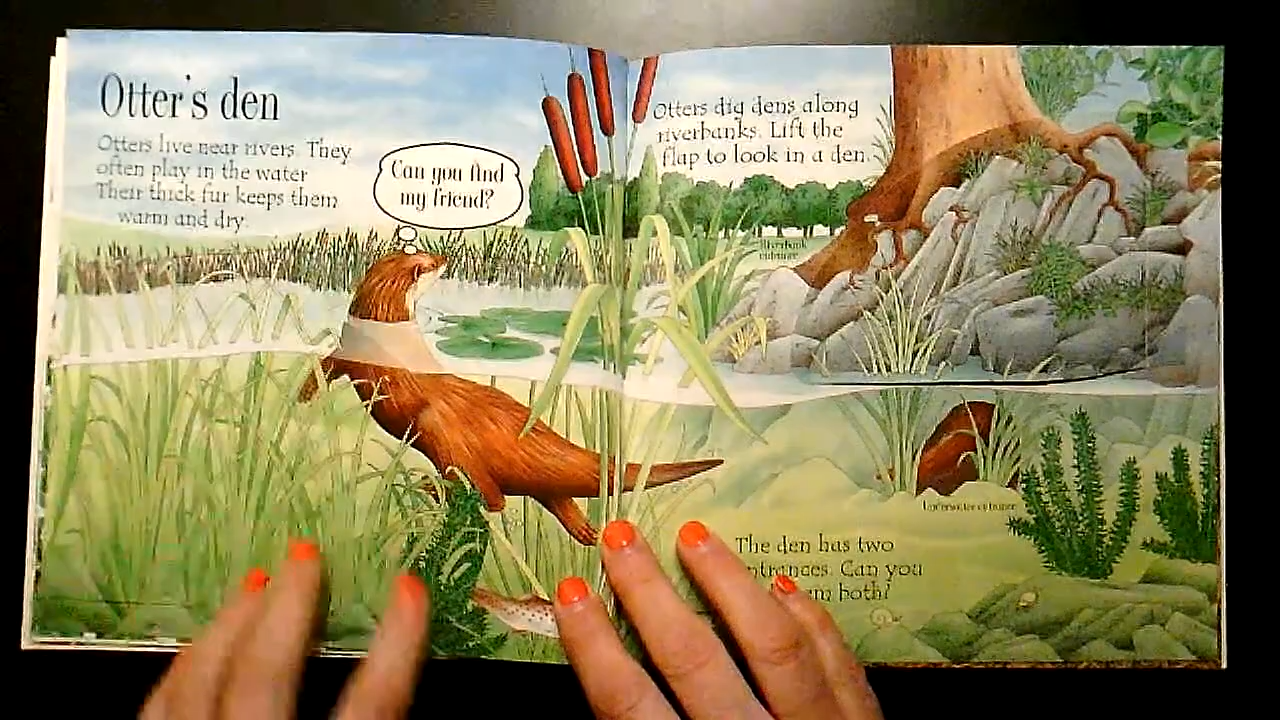 Otter's den
Otters live near rivers. They
often play in the water
Their thick fur keeps them
warm and dry.
Can you find
my friend?
Otters dig dens along
riverbanks. Lift the
flap to look in a den.
Riverbank
entrance
Underwater entrance
The den has two
entrances. Can you
em both?